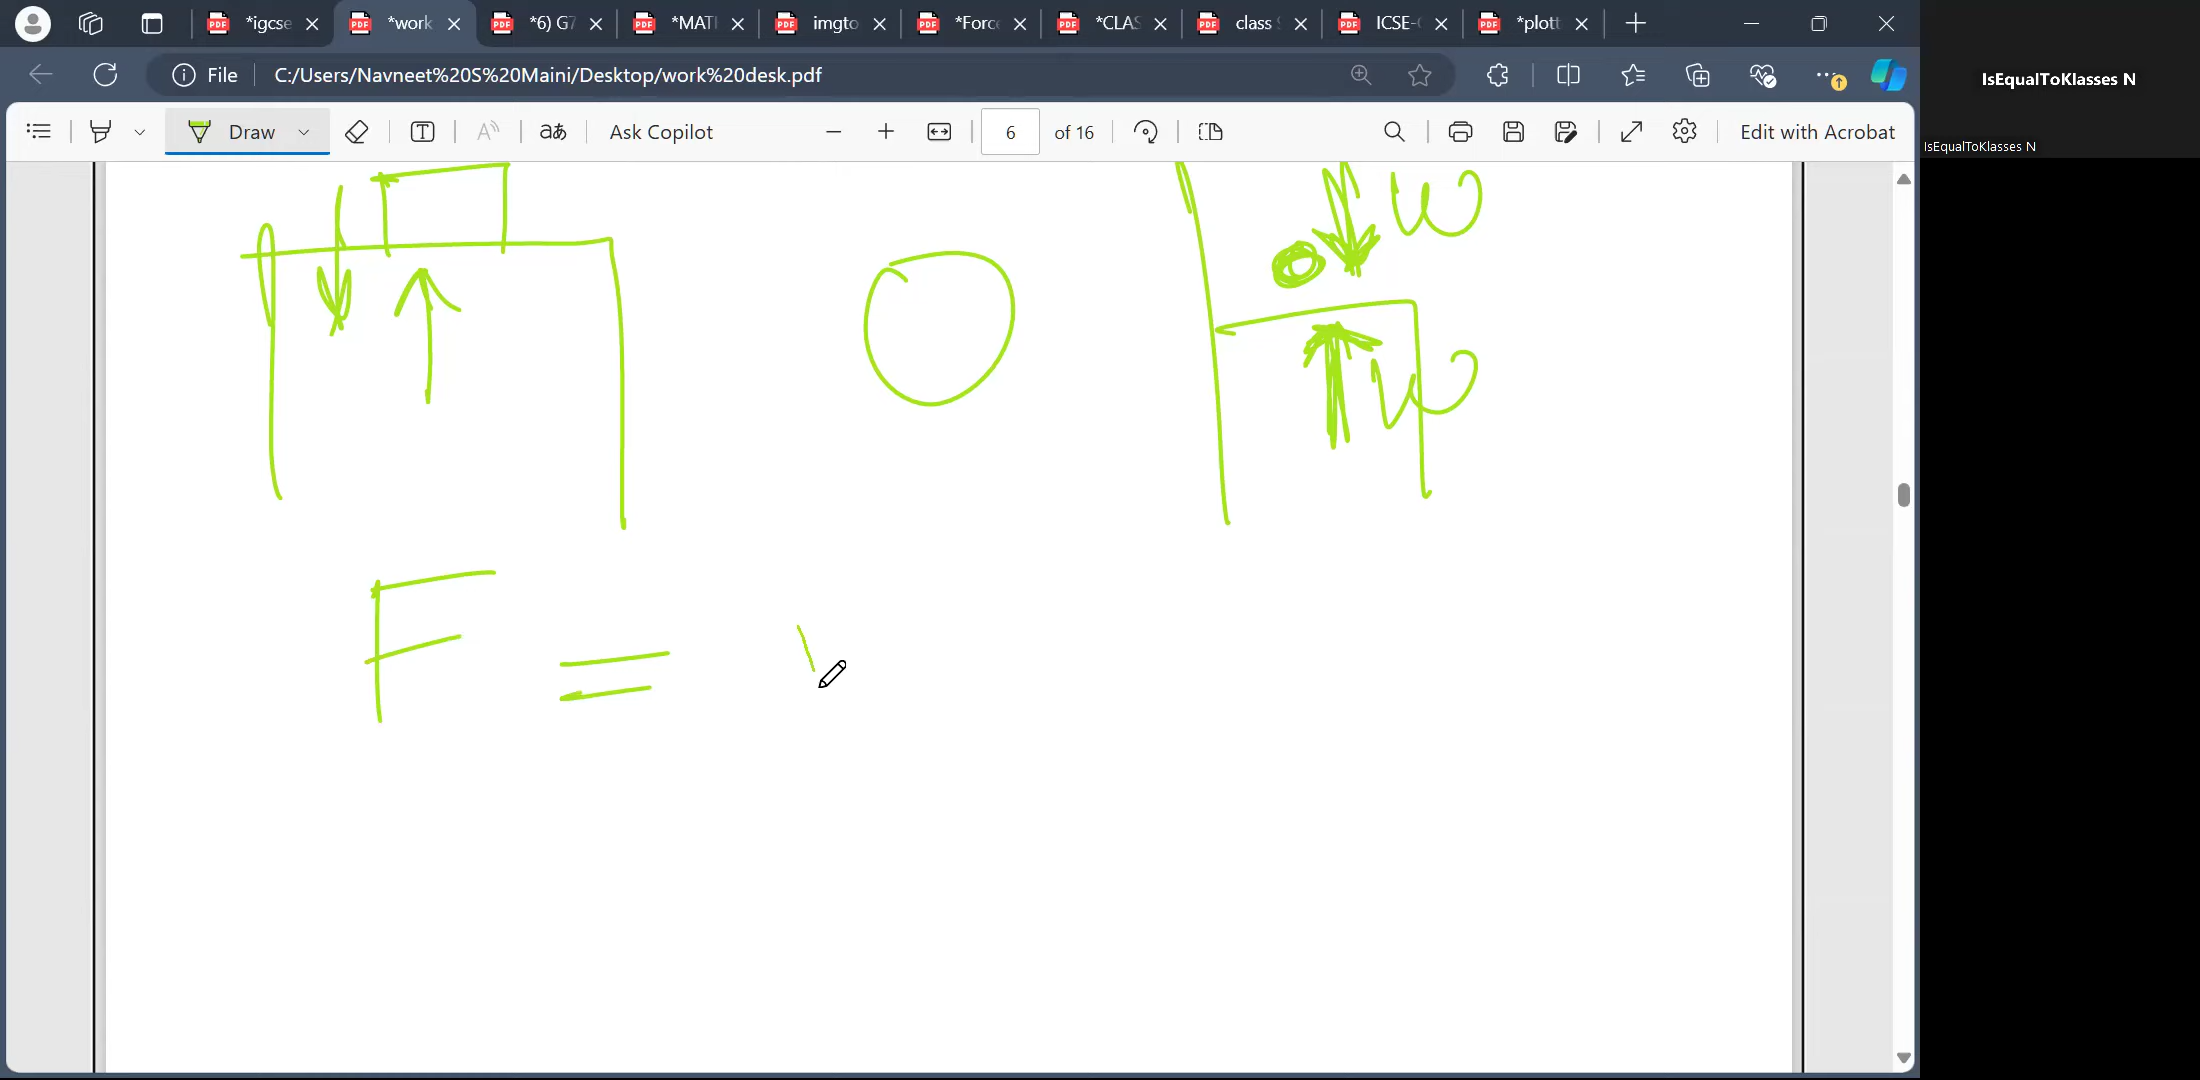 *igcse *work *6) G7 *MATI imgto *Force *CLAS class S ICSE-C *plott
File C:/Users/Navneet%20S%20Maini/Desktop/work%20desk.pdf
IsEqualToKlasses N
Draw Ask Copilot 6 of 16 Edit with Acrobat
IsEqualToKlasses N
W
W
F =